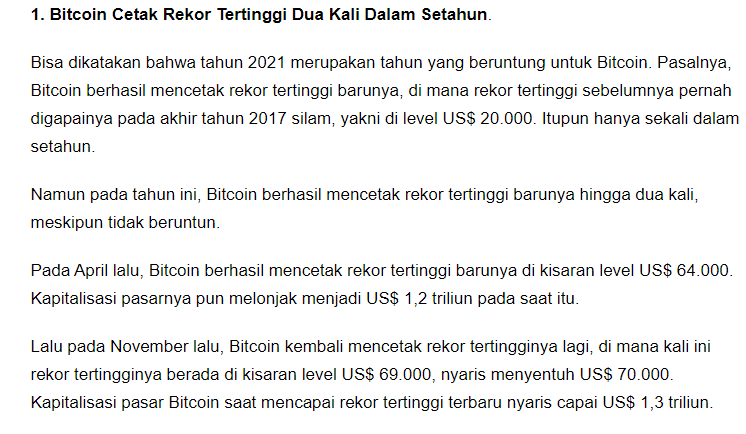 1. Bitcoin Cetak Rekor Tertinggi Dua Kali Dalam Setahun.
Bisa dikatakan bahwa tahun 2021 merupakan tahun yang beruntung untuk Bitcoin. Pasalnya,
Bitcoin berhasil mencetak rekor tertinggi barunya, di mana rekor tertinggi sebelumnya pernah
digapainya pada akhir tahun 2017 silam, yakni di level US$ 20.000. Itupun hanya sekali dalam
setahun.
Namun pada tahun ini, Bitcoin berhasil mencetak rekor tertinggi barunya hingga dua kali,
meskipun tidak beruntun.
Pada April lalu, Bitcoin berhasil mencetak rekor tertinggi barunya di kisaran level US$ 64.000.
Kapitalisasi pasarnya pun melonjak menjadi US$ 1,2 triliun pada saat itu.
Lalu pada November lalu, Bitcoin kembali mencetak rekor tertingginya lagi, di mana kali ini
rekor tertingginya berada di kisaran level US$ 69.000, nyaris menyentuh US$ 70.000.
Kapitalisasi pasar Bitcoin saat mencapai rekor tertinggi terbaru nyaris capai US$ 1,3 triliun.